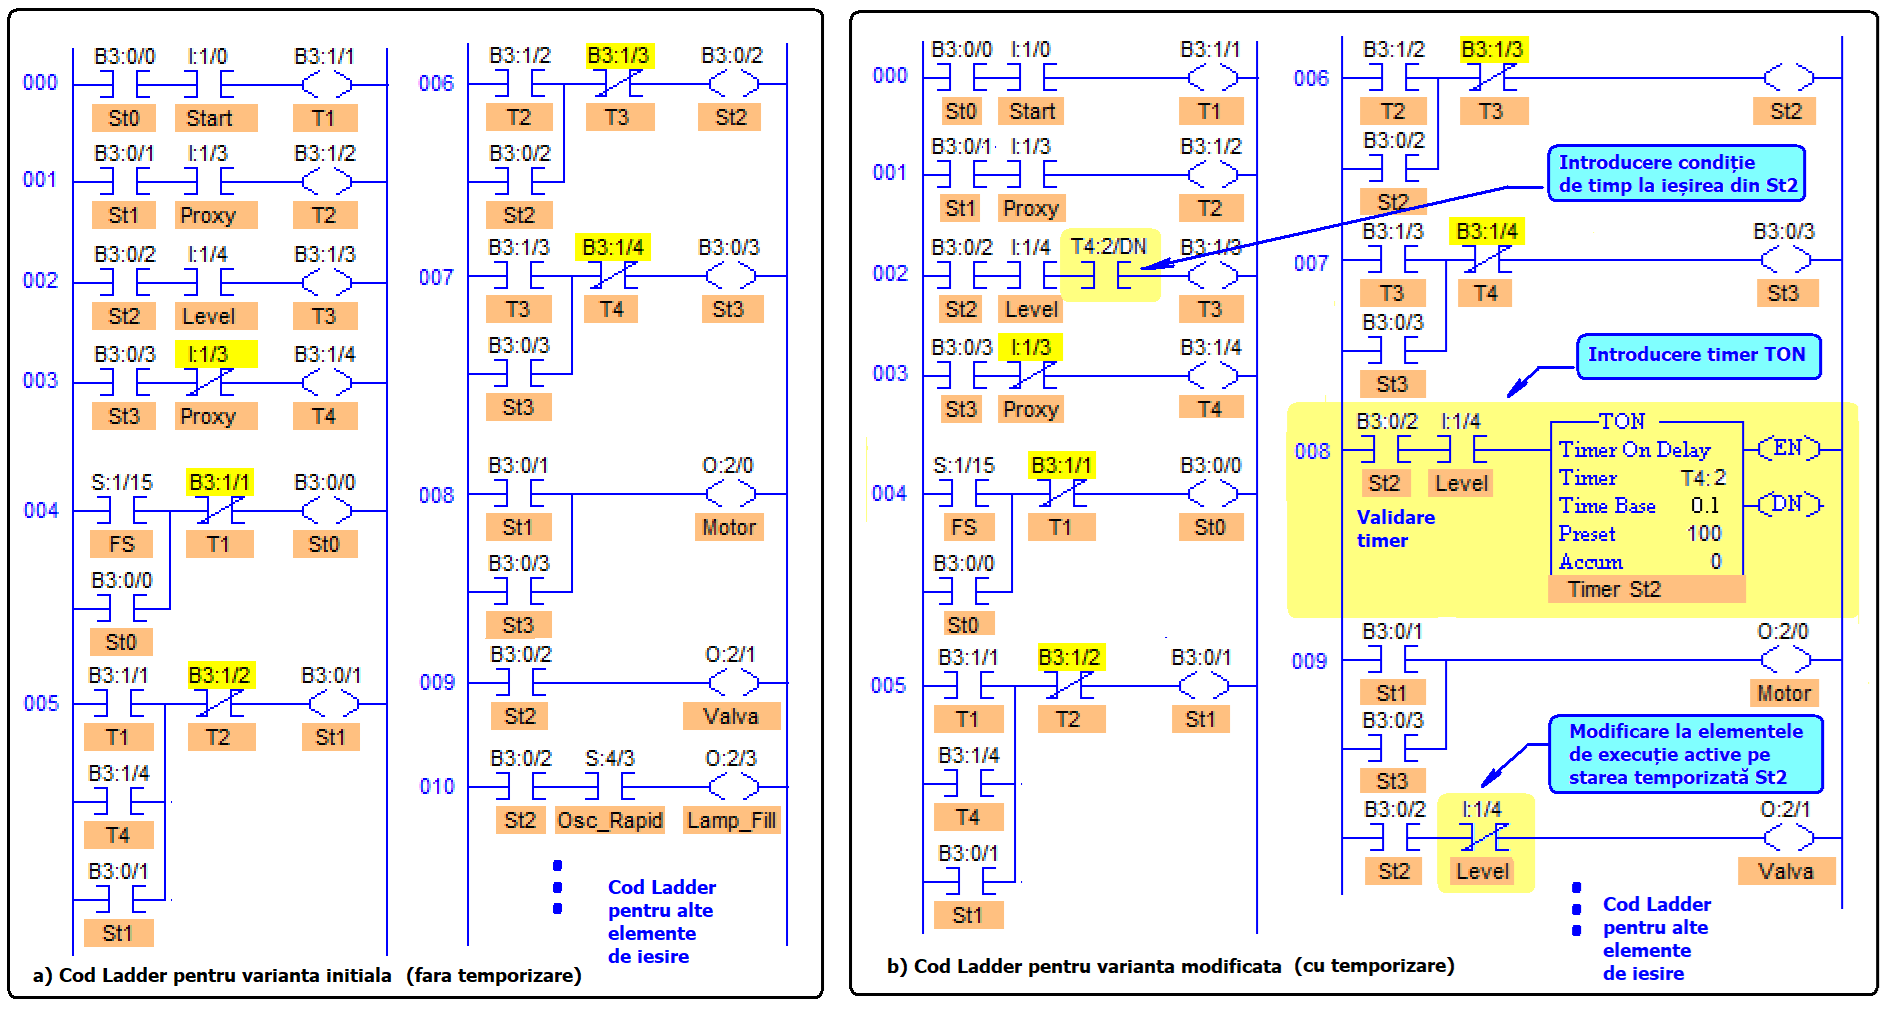 B3:0/0 I:1/0 B3:1/1
000
St0 Start T1
B3:0/1 I:1/3 B3:1/2
001
St1 Proxy T2
B3:0/2 I:1/4 B3:1/3
002
St2 Level T3
B3:0/3 I:1/3 B3:1/4
003
St3 Proxy T4
S:1/15 B3:1/1 B3:0/0
004
FS T1 St0
B3:0/0
St0
B3:1/1 B3:1/2 B3:0/1
005
T1 T2 St1
B3:1/4
T4
B3:0/1
St1
B3:1/2 B3:1/3 B3:0/2
006
T2 T3 St2
B3:0/2
St2
B3:1/3 B3:1/4 B3:0/3
007
T3 T4 St3
B3:0/3
St3
B3:0/1 O:2/0
008
St1 Motor
B3:0/3
St3
B3:0/2 O:2/1
009
St2 Valva
B3:0/2 S:4/3 O:2/3
010
St2 Osc_Rapid Lamp_Fill
Cod Ladder
pentru alte
elemente
de iesire
a) Cod Ladder pentru varianta initiala (fara temporizare)
B3:0/0 I:1/0 B3:1/1
000
St0 Start T1
B3:0/1 I:1/3 B3:1/2
001
St1 Proxy T2
B3:0/2 I:1/4 T4:2/DN B3:1/3
002
St2 Level T3
B3:0/3 I:1/3 B3:1/4
003
St3 Proxy T4
S:1/15 B3:1/1 B3:0/0
004
FS T1 St0
B3:0/0
St0
B3:1/1 B3:1/2 B3:0/1
005
T1 T2 St1
B3:1/4
T4
B3:0/1
St1
B3:1/2 B3:1/3
006
T2 T3 St2
B3:0/2
St2
Introducere condiție
de timp la ieșirea din St2
B3:1/3 B3:1/4 B3:0/3
007
T3 T4 St3
B3:0/3
St3
Introducere timer TON
B3:0/2 I:1/4 TON
008 Timer On Delay EN
St2 Level Timer T4:2
Validare
timer
Time Base 0.1 DN
Preset 100
Accum 0
Timer St2
B3:0/1 O:2/0
009
St1 Motor
B3:0/3
St3
Modificare la elementele
de execuție active pe
starea temporizată St2
B3:0/2 I:1/4 O:2/1
St2 Level Valva
Cod Ladder
pentru alte
elemente
de iesire
b) Cod Ladder pentru varianta modificata (cu temporizare)